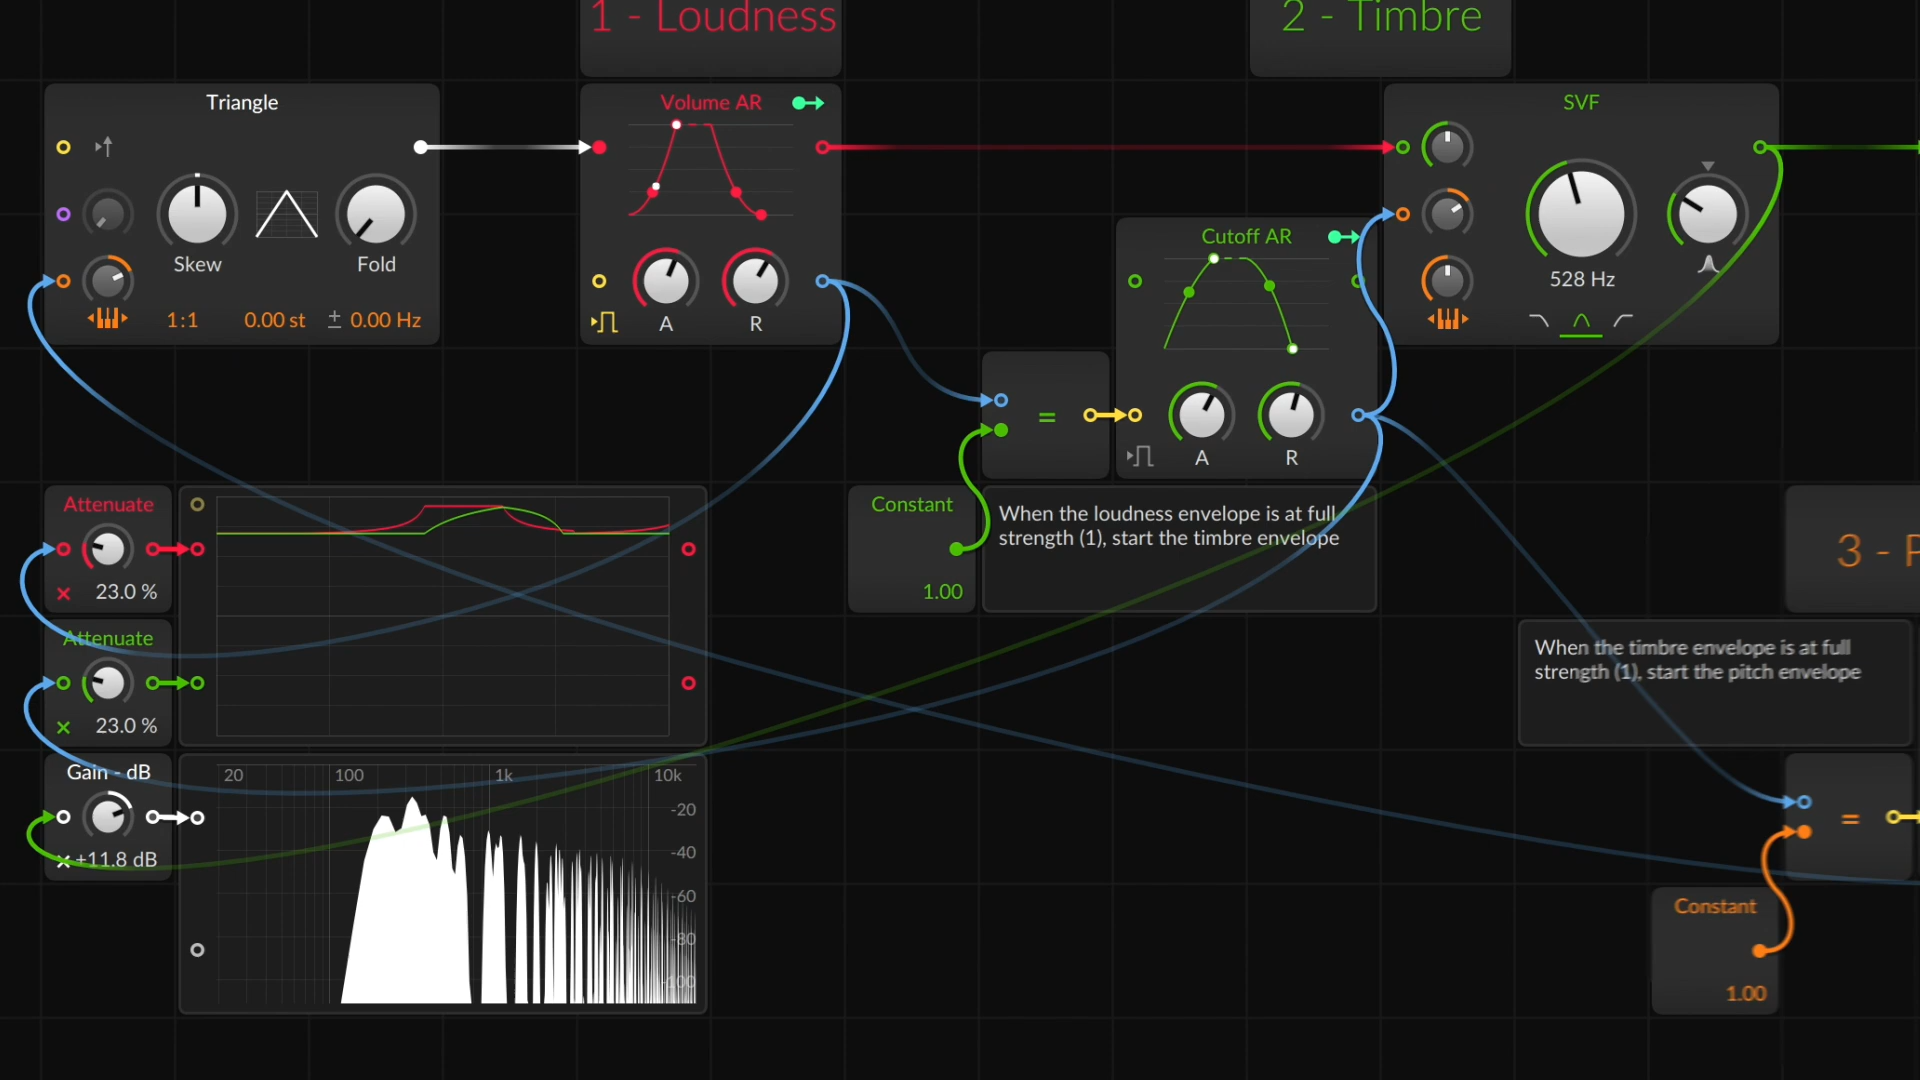 1 - Loudness
2 - Timbre
Triangle
Skew
Fold
1:1
0.00 st
± 0.00 Hz
Volume AR
A
R
SVF
528 Hz
Cutoff AR
A
R
=
Constant
1.00
When the loudness envelope is at full
strength (1), start the timbre envelope
Attenuate
23.0 %
Attenuate
23.0 %
Gain - dB
+11.8 dB
20
100
1k
10k
-20
-40
-60
-80
-100
3 - P
When the timbre envelope is at full
strength (1), start the pitch envelope
=
Constant
1.00